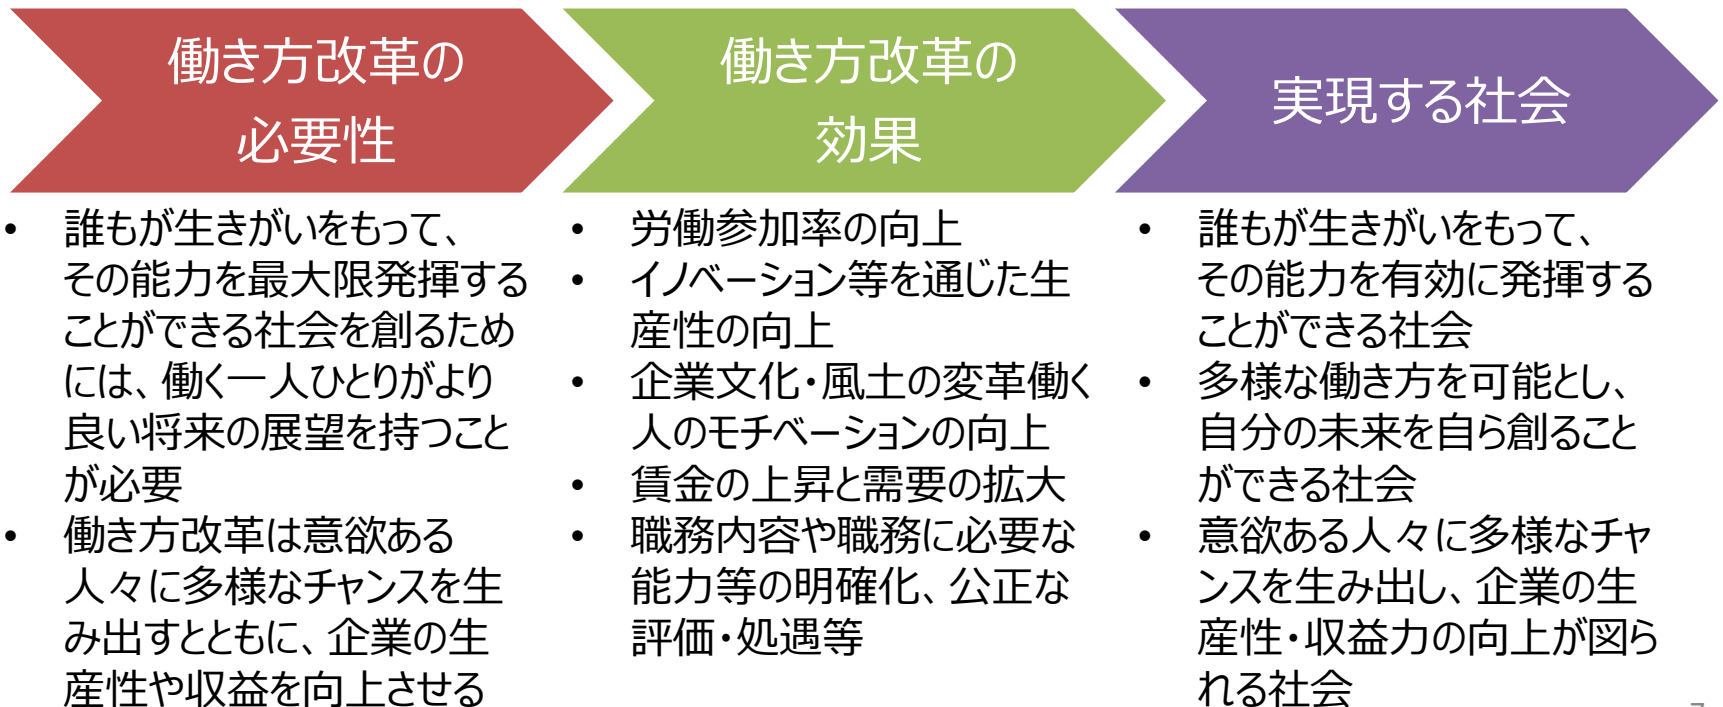 働き方改革の
必要性
• 誰もが生きがいをもって、
その能力を最大限発揮する
ことができる社会を創るため
には、働く一人ひとりがより
良い将来の展望を持つこと
が必要
• 働き方改革は意欲ある
人々に多様なチャンスを生
み出すとともに、企業の生
産性や収益を向上させる
働き方改革の
効果
• 労働参加率の向上
• イノベーション等を通じた生
産性の向上
• 企業文化・風土の変革働く
人のモチベーションの向上
• 賃金の上昇と需要の拡大
• 職務内容や職務に必要な
能力等の明確化、公正な
評価・処遇等
実現する社会
• 誰もが生きがいをもって、
その能力を有効に発揮する
ことができる社会
• 多様な働き方を可能とし、
自分の未来を自ら創ること
ができる社会
• 意欲ある人々に多様なチャ
ンスを生み出し、企業の生
産性・収益力の向上が図ら
れる社会